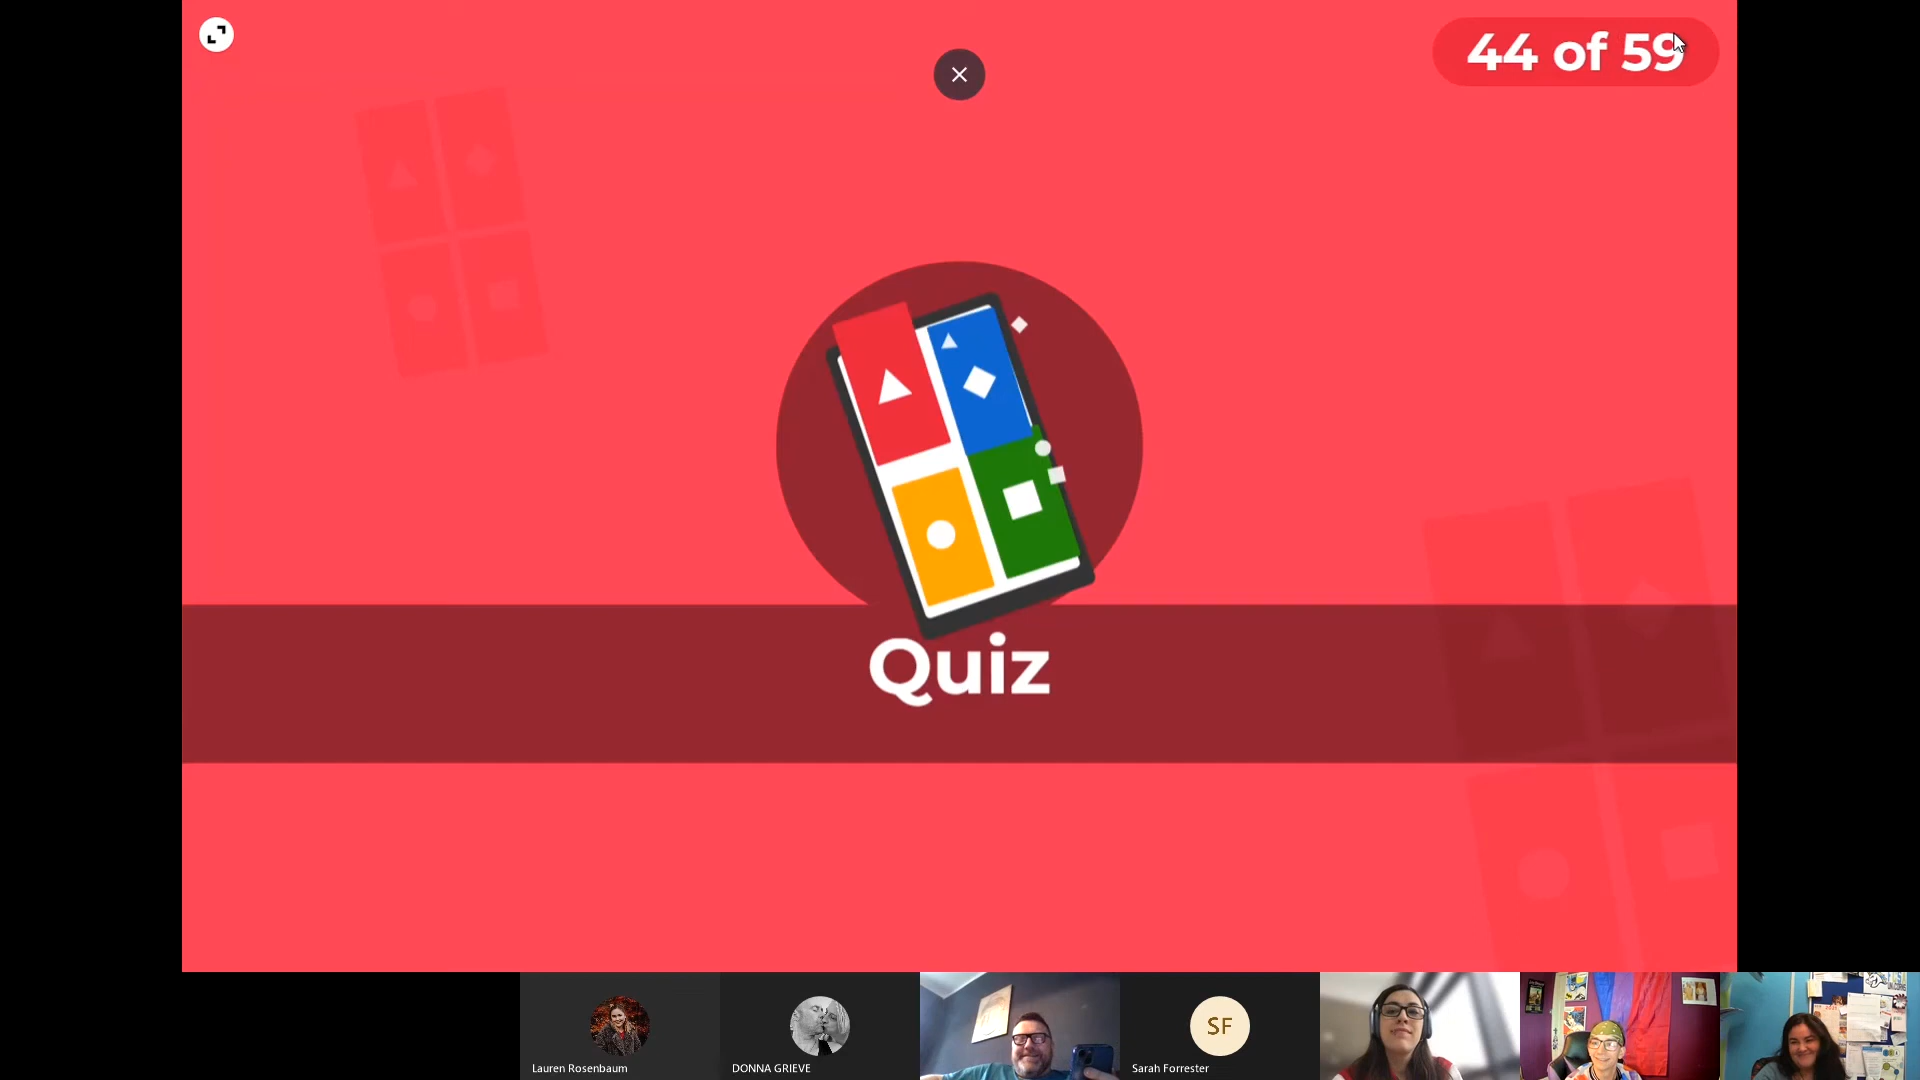 44 of 59
Quiz
SF
Lauren Rosenbaum
DONNA GRIEVE
Sarah Forrester